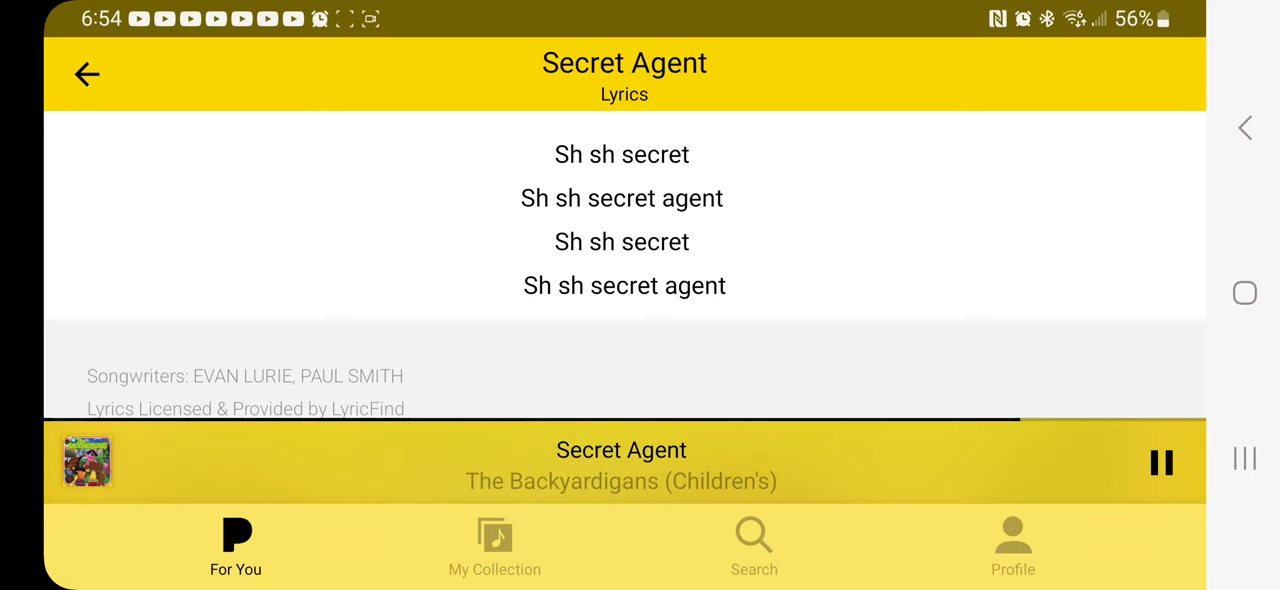 6:54
56%
Secret Agent
Lyrics
Sh sh secret
Sh sh secret agent
Sh sh secret
Sh sh secret agent
Songwriters: EVAN LURIE, PAUL SMITH
Lyrics Licensed & Provided by LyricFind
Secret Agent
The Backyardigans (Children's)
For You
My Collection
Search
Profile